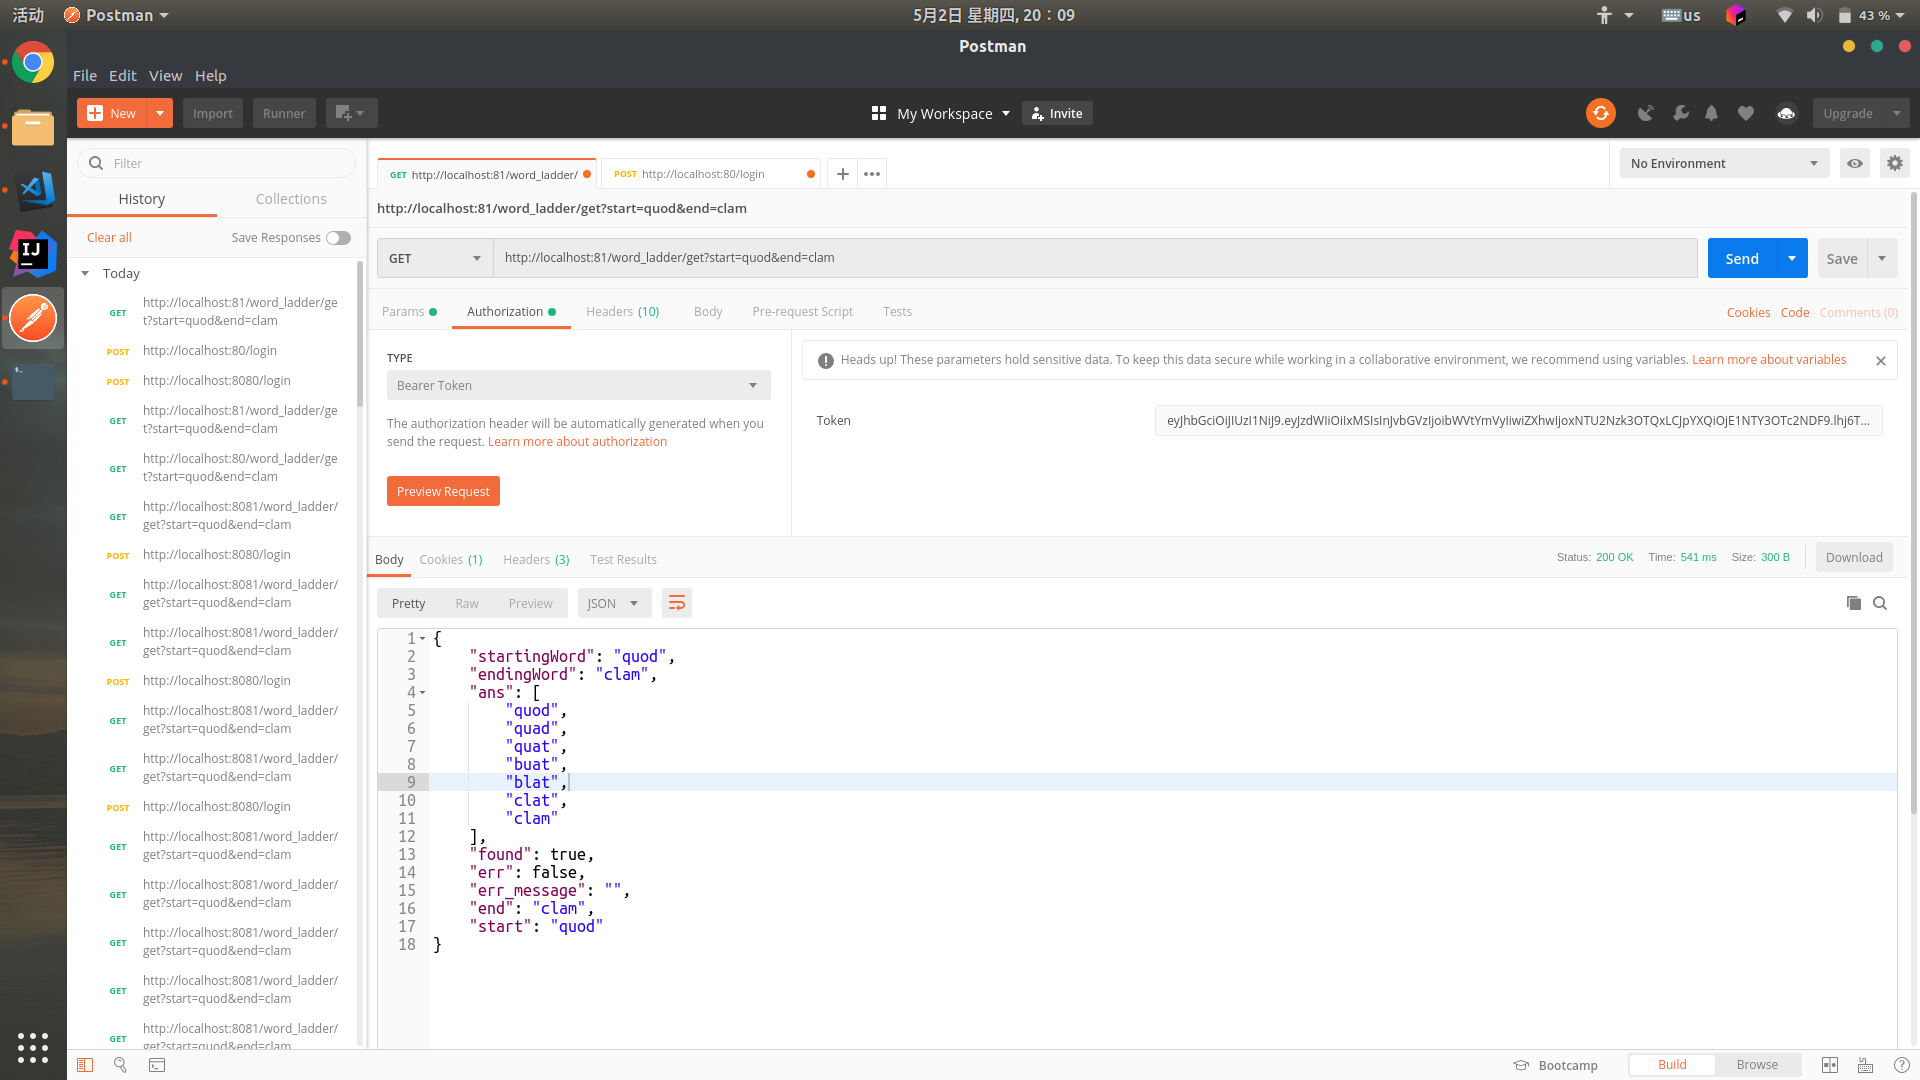 活动
Postman
5月2日 星期四, 20：09
us
43 %
Postman
File Edit View Help
New
Import
Runner
My Workspace
Invite
Upgrade
Filter
History
Collections
Clear all
Save Responses
Today
GET http://localhost:81/word_ladder/ge
t?start=quod&end=clam
POST http://localhost:80/login
POST http://localhost:8080/login
GET http://localhost:81/word_ladder/ge
t?start=quod&end=clam
GET http://localhost:80/word_ladder/ge
t?start=quod&end=clam
GET http://localhost:8081/word_ladder/
get?start=quod&end=clam
POST http://localhost:8080/login
GET http://localhost:8081/word_ladder/
get?start=quod&end=clam
GET http://localhost:8081/word_ladder/
get?start=quod&end=clam
POST http://localhost:8080/login
GET http://localhost:8081/word_ladder/
get?start=quod&end=clam
GET http://localhost:8081/word_ladder/
get?start=quod&end=clam
POST http://localhost:8080/login
GET http://localhost:8081/word_ladder/
get?start=quod&end=clam
GET http://localhost:8081/word_ladder/
get?start=quod&end=clam
GET http://localhost:8081/word_ladder/
get?start=quod&end=clam
GET http://localhost:8081/word_ladder/
get?start=quod&end=clam
GET http://localhost:8081/word_ladder/
get?start=quod&end=clam
GET http://localhost:81/word_ladder/
POST http://localhost:80/login
No Environment
http://localhost:81/word_ladder/get?start=quod&end=clam
GET
http://localhost:81/word_ladder/get?start=quod&end=clam
Send
Save
Params
Authorization
Headers (10)
Body
Pre-request Script
Tests
Cookies Code Comments (0)
TYPE
Bearer Token
The authorization header will be automatically generated when you
send the request. Learn more about authorization
Preview Request
Heads up! These parameters hold sensitive data. To keep this data secure while working in a collaborative environment, we recommend using variables. Learn more about variables
Token
eyJhbGciOiJIUzI1NiJ9.eyJzdWIiOiIxMSIsInJvbGVzIjoibWVtYmVyIiwiZXhwIjoxNTU2Nzk3OTQxLCJpYXQiOjE1NTY3OTc2NDF9.lhj6T...
Body
Cookies (1)
Headers (3)
Test Results
Status: 200 OK Time: 541 ms Size: 300 B
Download
Pretty Raw Preview
JSON
1 {
2 "startingWord": "quod",
3 "endingWord": "clam",
4 "ans": [
5 "quod",
6 "quad",
7 "quat",
8 "buat",
9 "blat",
10 "clat",
11 "clam"
12 ],
13 "found": true,
14 "err": false,
15 "err_message": "",
16 "end": "clam",
17 "start": "quod"
18 }
Bootcamp
Build
Browse